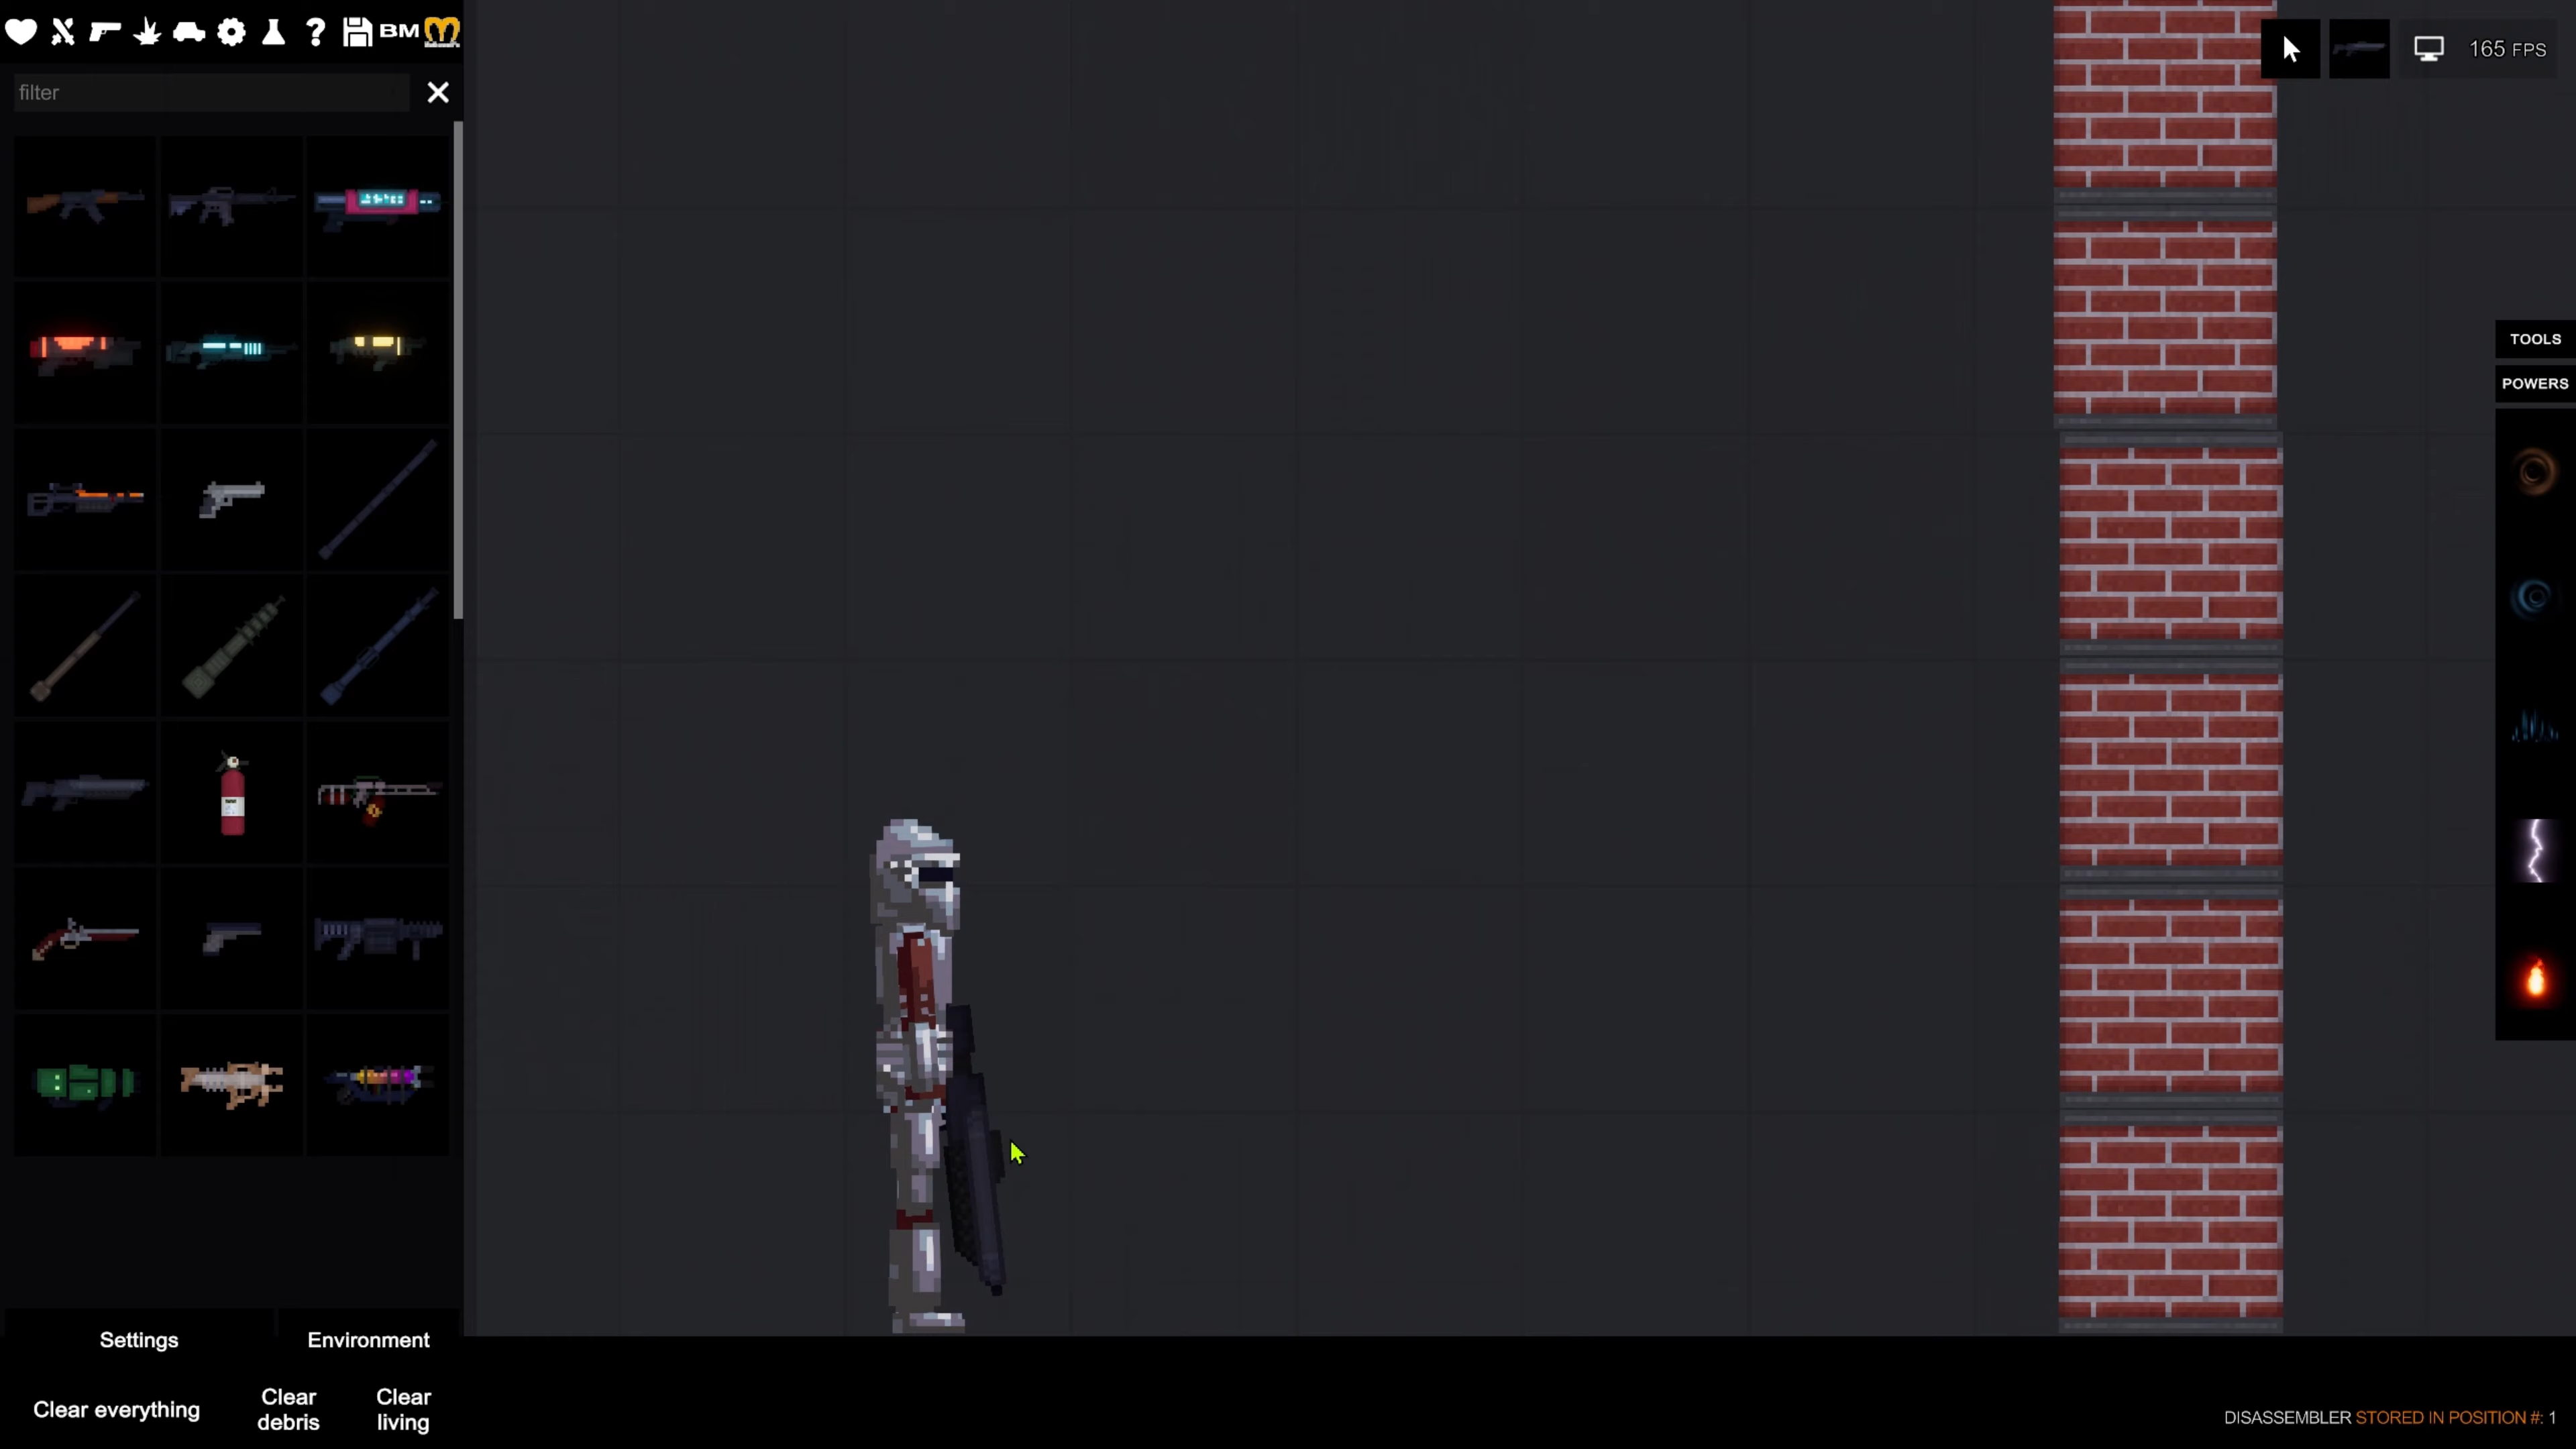 BM
165 FPS
filter
TOOLS
POWERS
Settings
Environment
Clear everything
Clear
debris
Clear
living
DISASSEMBLER STORED IN POSITION #: 1